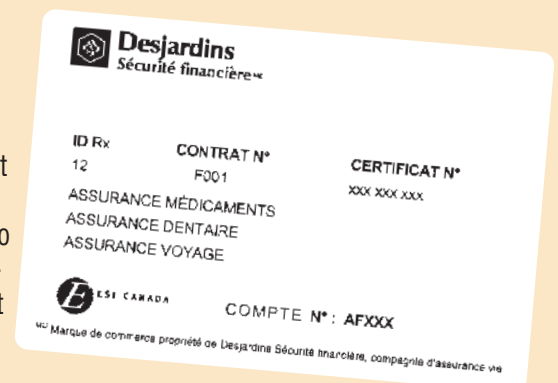 Desjardins
Sécurité financière MC
ID Rx CONTRAT N° CERTIFICAT N°
12 F001 XXX XXX XXX
ASSURANCE MÉDICAMENTS
ASSURANCE DENTAIRE
ASSURANCE VOYAGE
ESI CANADA COMPTE N° : AFXXX
Marque de commerce propriété de Desjardins Sécurité financière, compagnie d'assurance vie